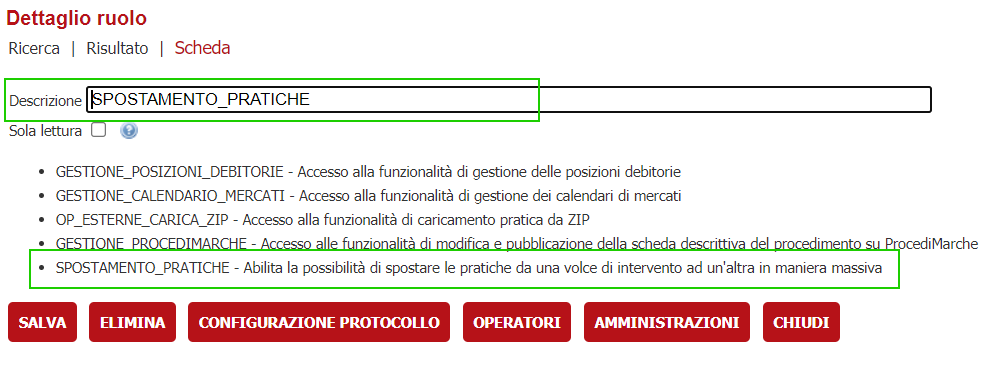 Dettaglio ruolo
Ricerca | Risultato | Scheda
Descrizione SPOSTAMENTO_PRATICHE
Sola lettura ?
• GESTIONE_POSIZIONI_DEBITORIE - Accesso alla funzionalità di gestione delle posizioni debitorie
• GESTIONE_CALENDARIO_MERCATI - Accesso alla funzionalità di gestione dei calendari di mercati
• OP_ESTERNE_CARICA_ZIP - Accesso alla funzionalità di caricamento pratica da ZIP
• GESTIONE_PROCEDIMARCHE - Accesso alle funzionalità di modifica e pubblicazione della scheda descrittiva del procedimento su ProcediMarche
• SPOSTAMENTO_PRATICHE - Abilita la possibilità di spostare le pratiche da una volce di intervento ad un'altra in maniera massiva
SALVA ELIMINA CONFIGURAZIONE PROTOCOLLO OPERATORI AMMINISTRAZIONI CHIUDI